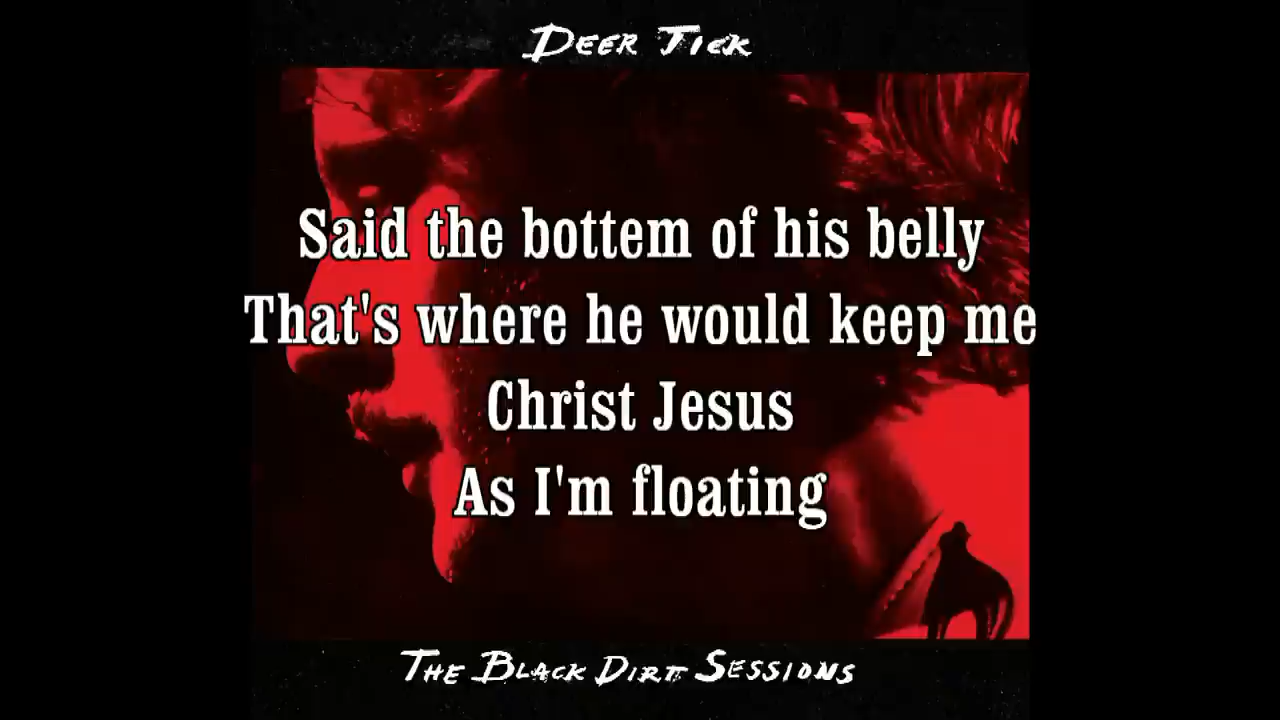 DEER TICK
Said the bottem of his belly
That's where he would keep me
Christ Jesus
As I'm floating
THE BLACK DIRT SESSIONS